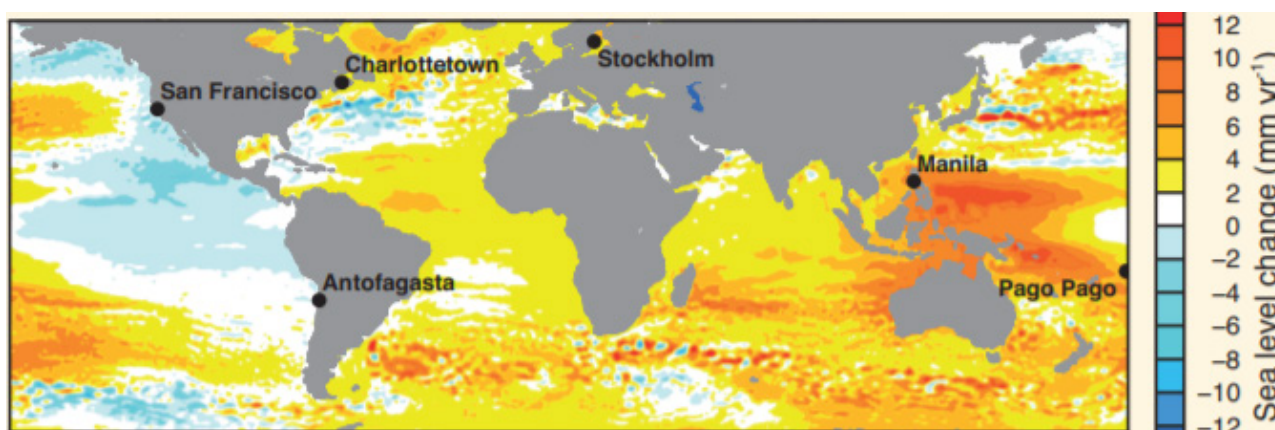 Stockholm
Charlottetown
San Francisco
Manila
Antofagasta
Pago Pago
12
10
8
6
4
2
0
−2
−4
−6
−8
−10
−12
Sea level change (mm yr⁻¹)